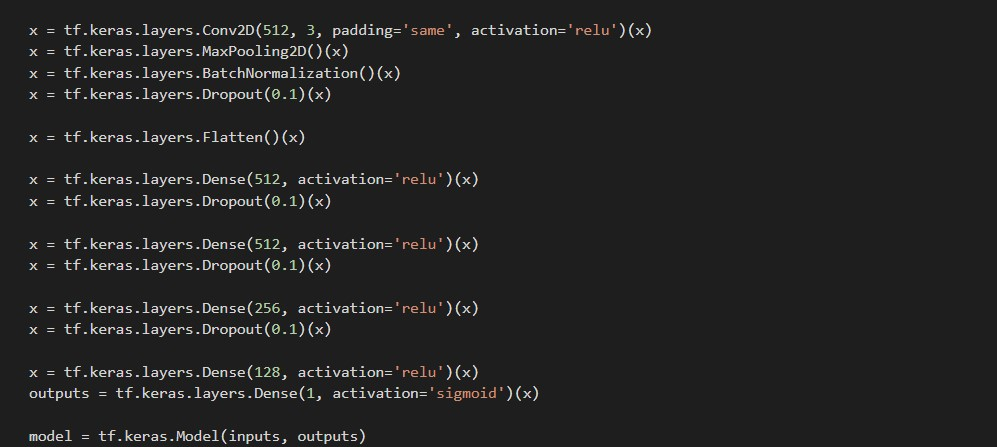 x = tf.keras.layers.Conv2D(512, 3, padding='same', activation='relu')(x)
x = tf.keras.layers.MaxPooling2D()(x)
x = tf.keras.layers.BatchNormalization()(x)
x = tf.keras.layers.Dropout(0.1)(x)
x = tf.keras.layers.Flatten()(x)
x = tf.keras.layers.Dense(512, activation='relu')(x)
x = tf.keras.layers.Dropout(0.1)(x)
x = tf.keras.layers.Dense(512, activation='relu')(x)
x = tf.keras.layers.Dropout(0.1)(x)
x = tf.keras.layers.Dense(256, activation='relu')(x)
x = tf.keras.layers.Dropout(0.1)(x)
x = tf.keras.layers.Dense(128, activation='relu')(x)
outputs = tf.keras.layers.Dense(1, activation='sigmoid')(x)
model = tf.keras.Model(inputs, outputs)